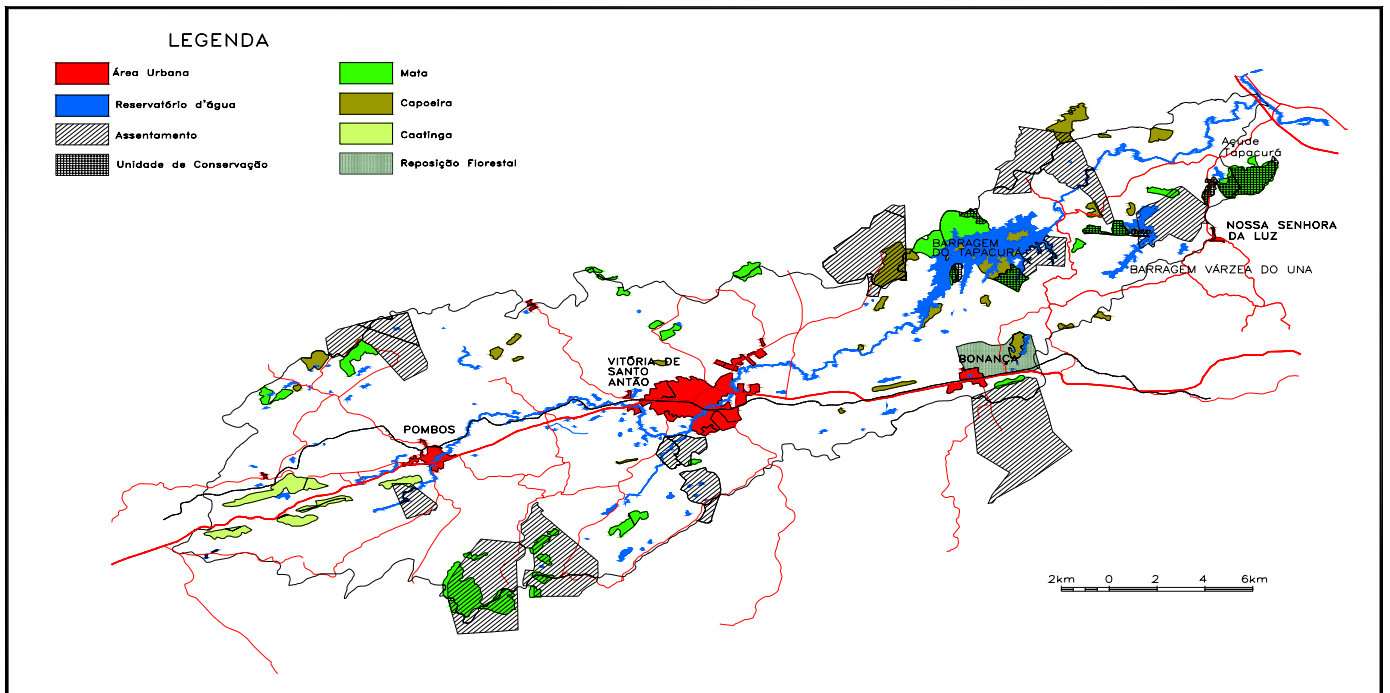 LEGENDA
Área Urbana
Reservatório d'água
Assentamento
Unidade de Conservação
Mata
Capoeira
Caatinga
Reposição Florestal
Açude
Tapacurá
NOSSA SENHORA
DA LUZ
BARRAGEM
DO TAPACURÁ
BARRAGEM VÁRZEA DO UNA
BONANÇA
VITÓRIA DE
SANTO
ANTÃO
POMBOS
2km 0 2 4 6km